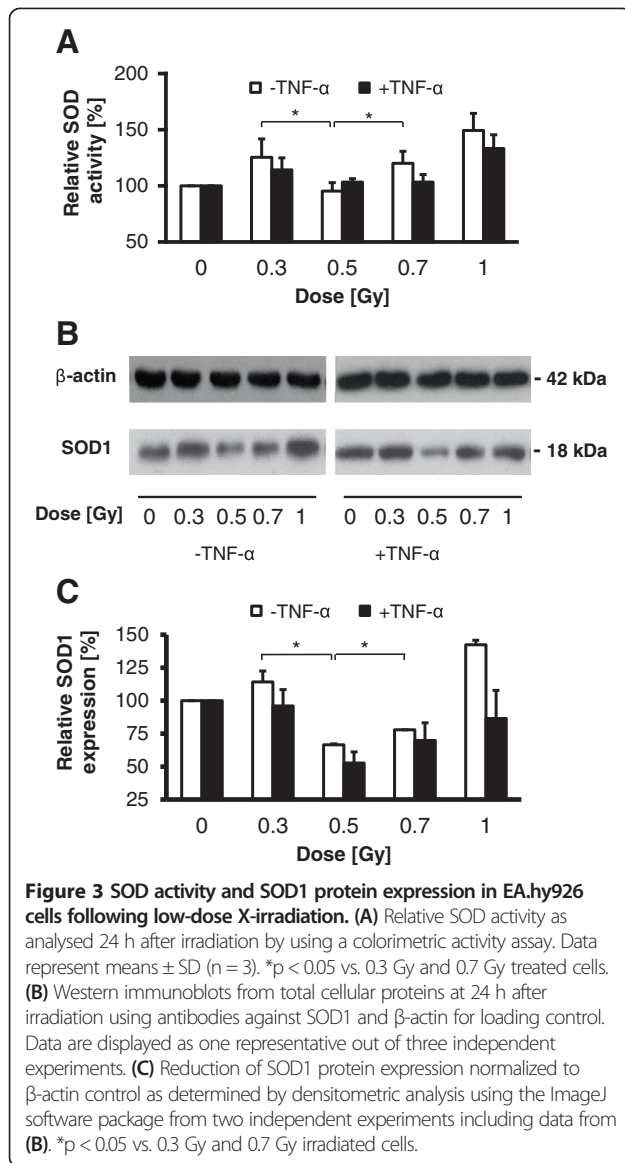 A
Relative SOD
activity [%]
200
150
100
50
-TNF-α +TNF-α
* *
0 0.3 0.5 0.7 1
Dose [Gy]
B
β-actin - 42 kDa
SOD1 - 18 kDa
Dose [Gy] 0 0.3 0.5 0.7 1 0 0.3 0.5 0.7 1
-TNF-α +TNF-α
C
Relative SOD1
expression [%]
150
125
100
75
50
25
-TNF-α +TNF-α
* *
0 0.3 0.5 0.7 1
Dose [Gy]
Figure 3 SOD activity and SOD1 protein expression in EA.hy926
cells following low-dose X-irradiation. (A) Relative SOD activity as
analysed 24 h after irradiation by using a colorimetric activity assay. Data
represent means ± SD (n = 3). *p < 0.05 vs. 0.3 Gy and 0.7 Gy treated cells.
(B) Western immunoblots from total cellular proteins at 24 h after
irradiation using antibodies against SOD1 and β-actin for loading control.
Data are displayed as one representative out of three independent
experiments. (C) Reduction of SOD1 protein expression normalized to
β-actin control as determined by densitometric analysis using the ImageJ
software package from two independent experiments including data from
(B). *p < 0.05 vs. 0.3 Gy and 0.7 Gy irradiated cells.